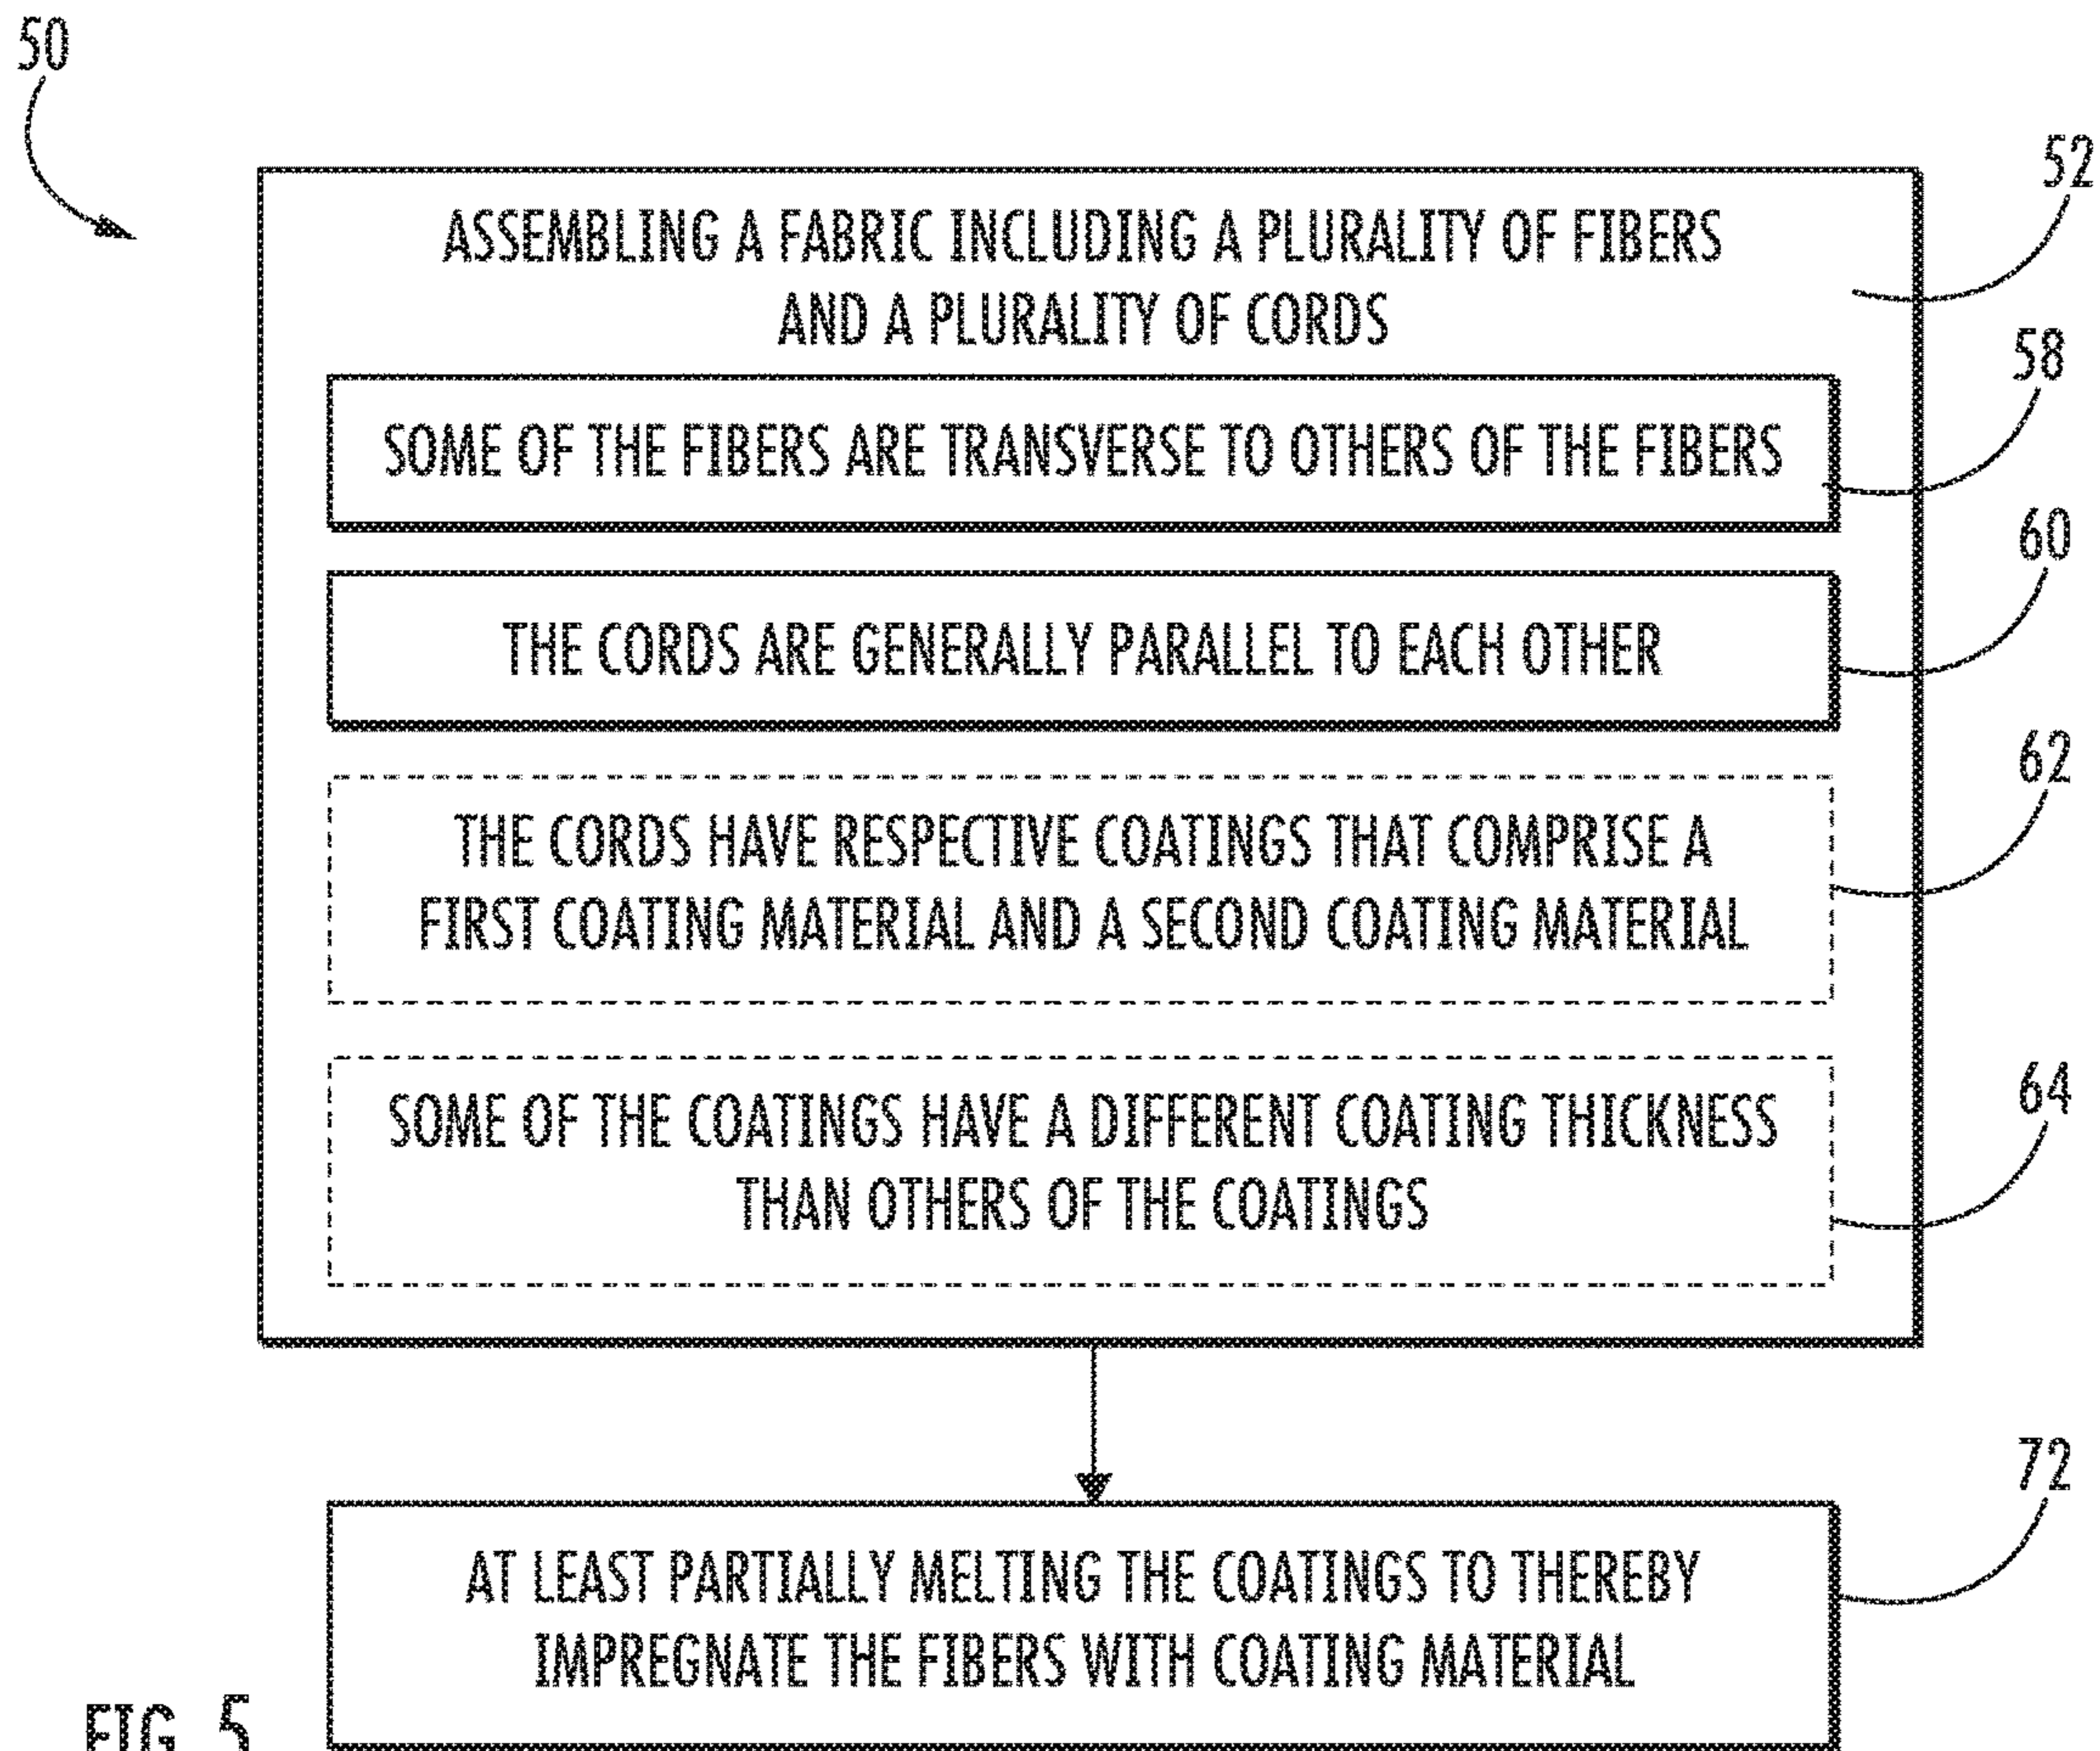 50
52
ASSEMBLING A FABRIC INCLUDING A PLURALITY OF FIBERS
AND A PLURALITY OF CORDS
58
SOME OF THE FIBERS ARE TRANSVERSE TO OTHERS OF THE FIBERS
60
THE CORDS ARE GENERALLY PARALLEL TO EACH OTHER
62
THE CORDS HAVE RESPECTIVE COATINGS THAT COMPRISE A
FIRST COATING MATERIAL AND A SECOND COATING MATERIAL
64
SOME OF THE COATINGS HAVE A DIFFERENT COATING THICKNESS
THAN OTHERS OF THE COATINGS
72
AT LEAST PARTIALLY MELTING THE COATINGS TO THEREBY
IMPREGNATE THE FIBERS WITH COATING MATERIAL
FIG. 5